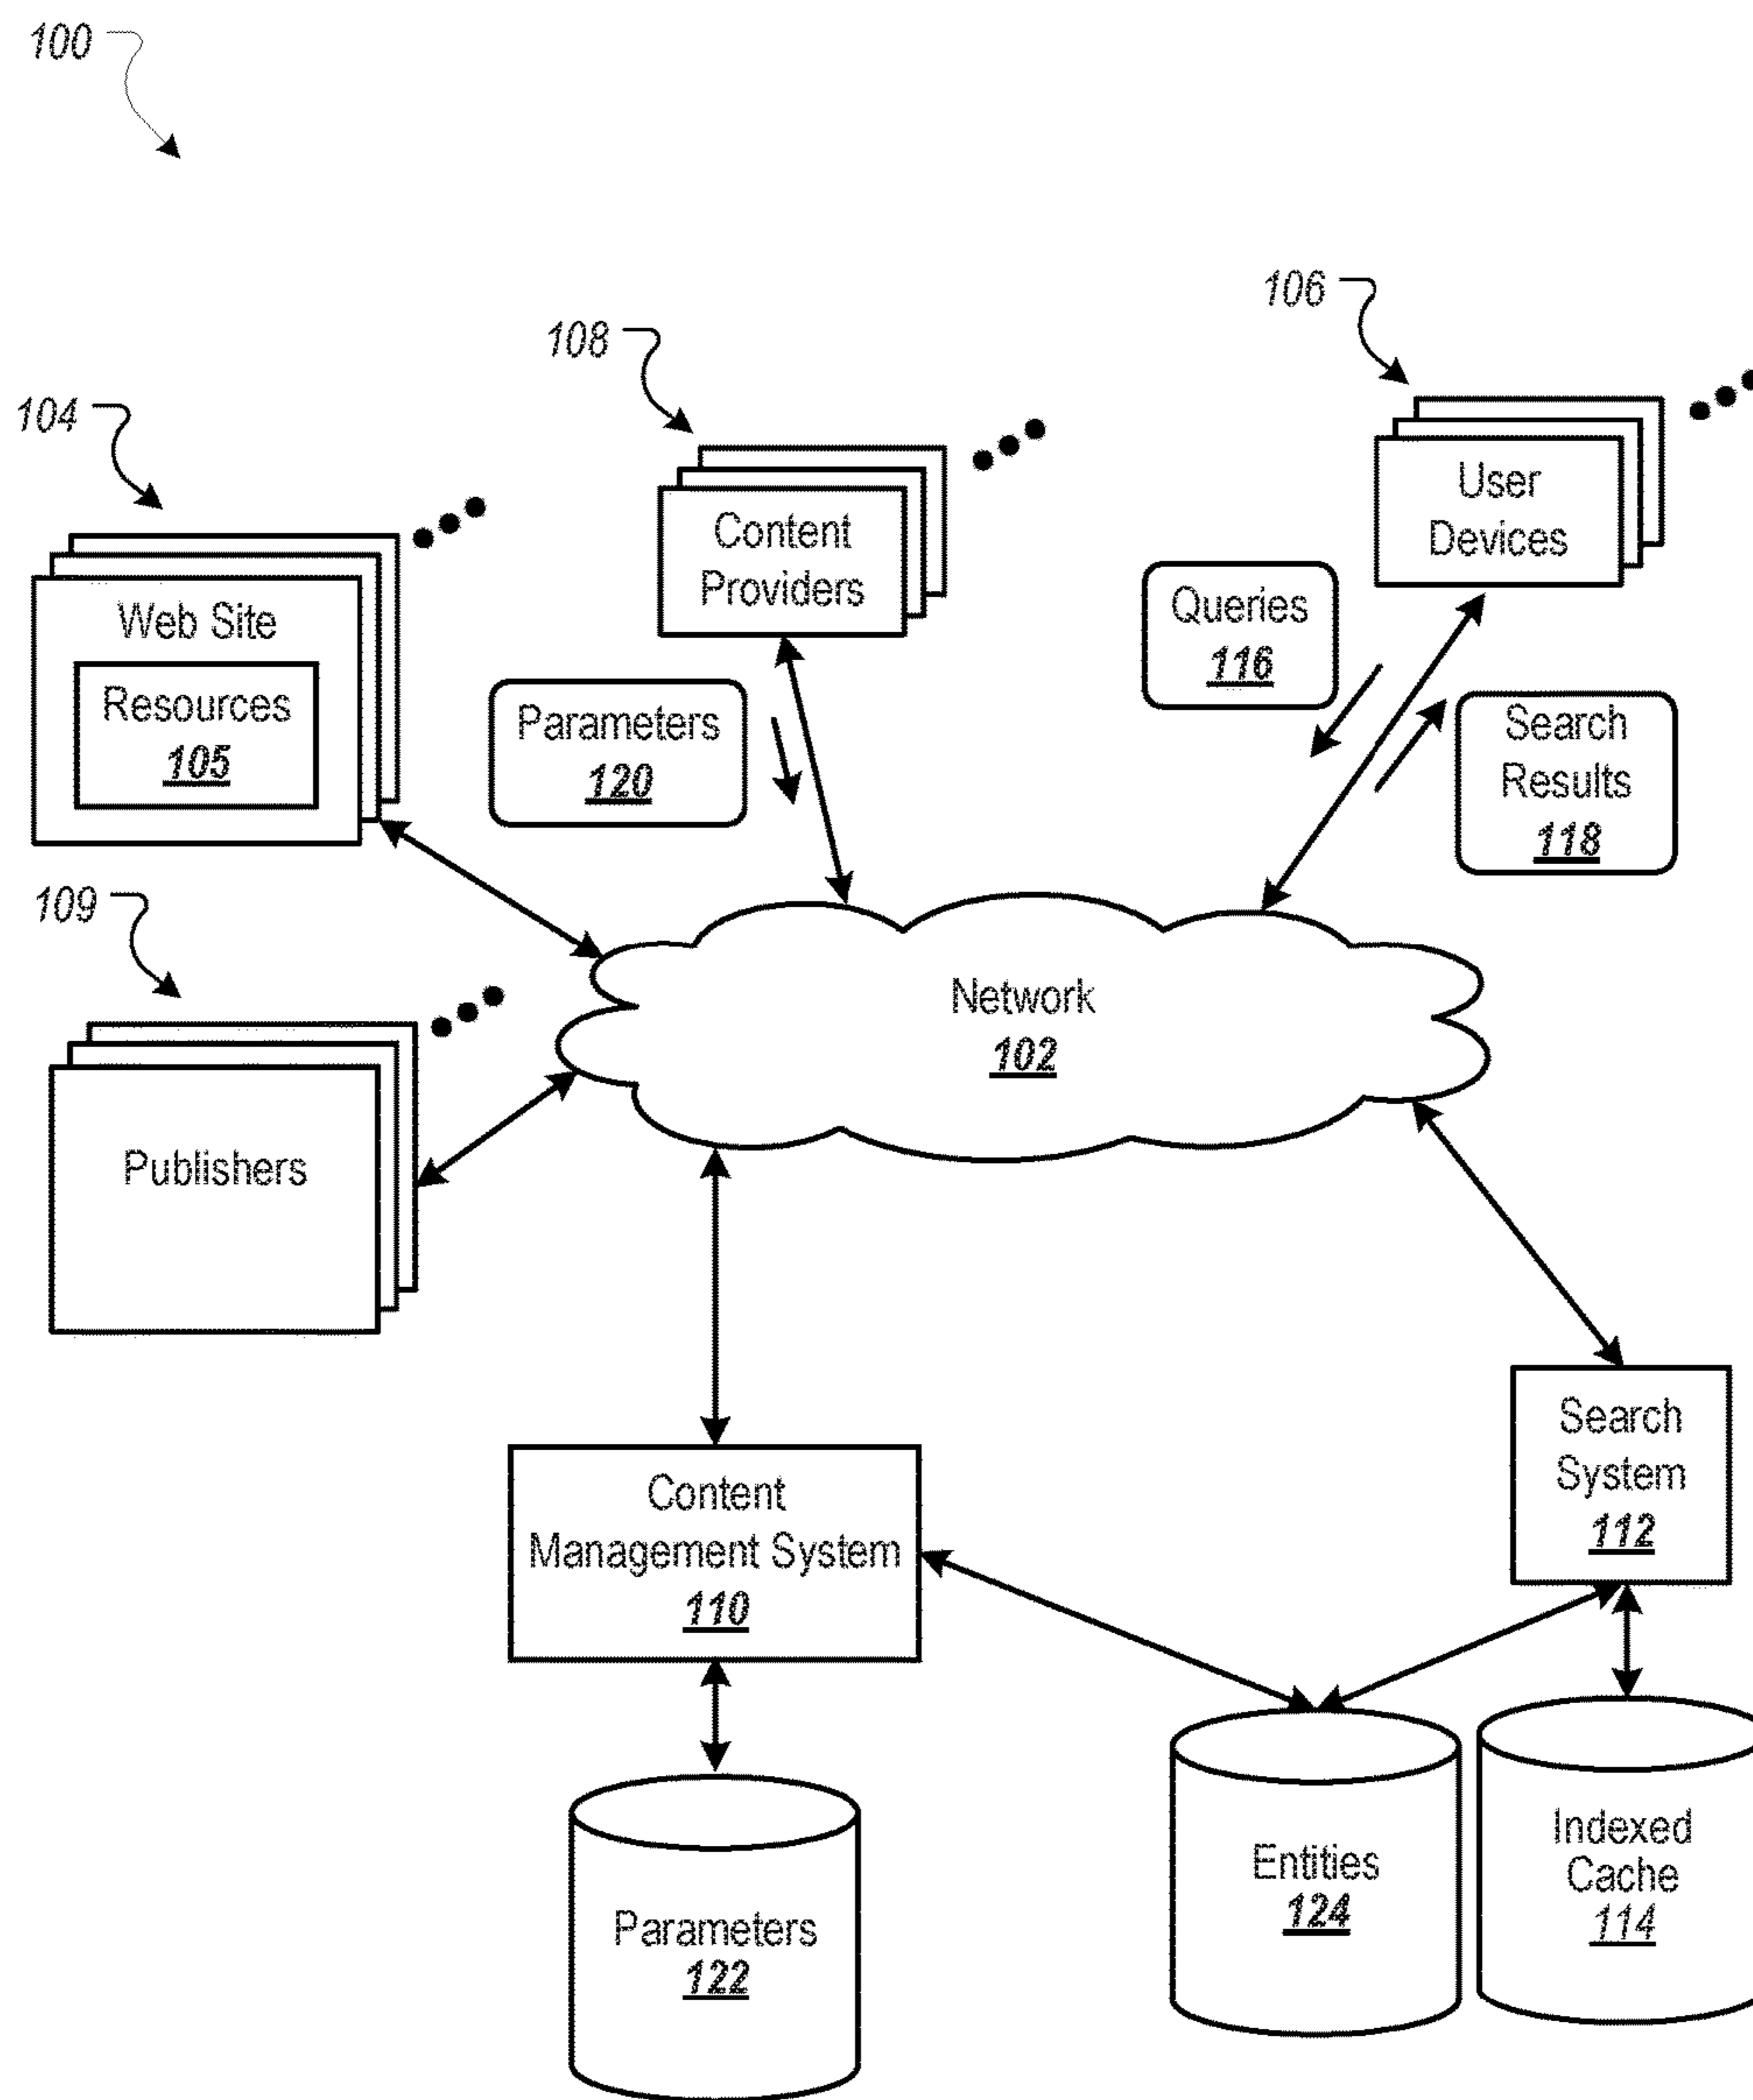 100
106
108
104
User
Devices
Content
Providers
Queries
116
Web Site
Resources
105
Parameters
120
Search
Results
118
109
Network
102
Publishers
Search
System
112
Content
Management System
110
Indexed
Cache
114
Entities
124
Parameters
122